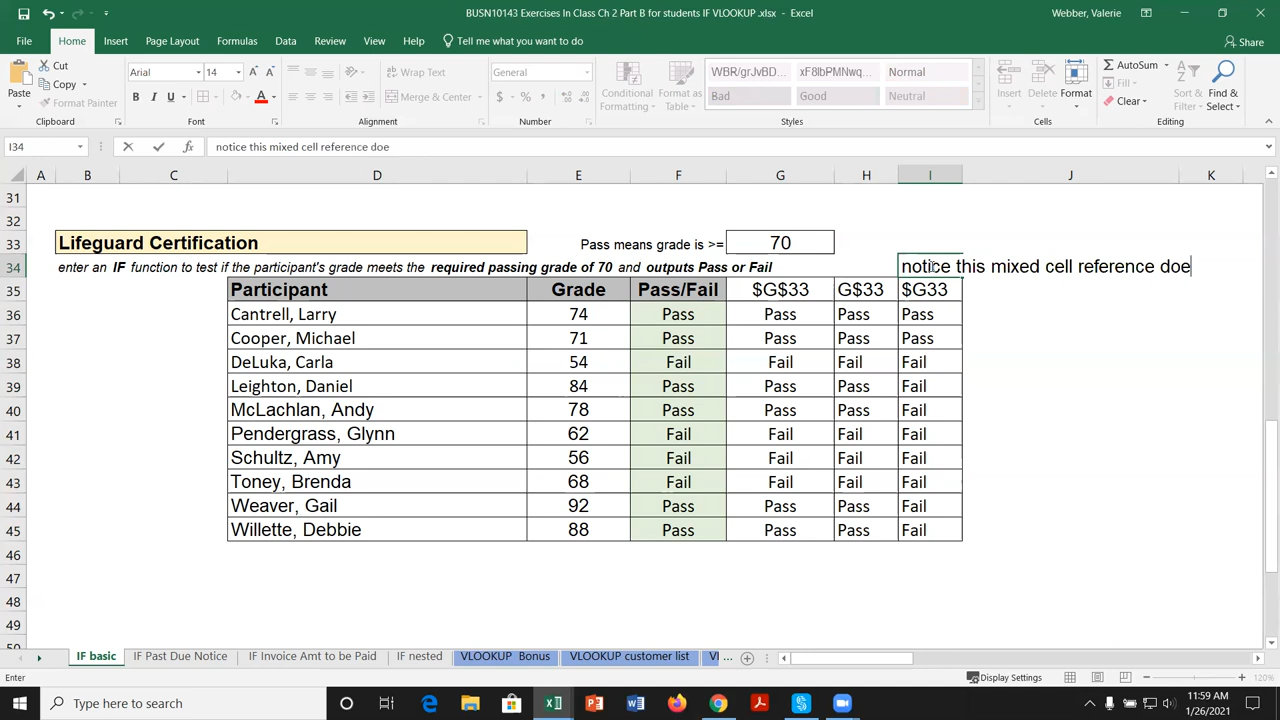 BUSN10143 Exercises In Class Ch 2 Part B for students IF VLOOKUP .xlsx - Excel
Webber, Valerie
File Home Insert Page Layout Formulas Data Review View Help Tell me what you want to do Share
Paste Cut Copy Format Painter
Arial 14
Wrap Text
Merge & Center
General
Conditional Formatting Format as Table
WBR/grJvBD... xF8lbPMNwq... Normal
Bad Good Neutral
Insert Delete Format
AutoSum Fill Clear
Sort & Filter Find & Select
Clipboard Font Alignment Number Styles Cells Editing
I34 notice this mixed cell reference doe
A B C D E F G H I J K
31
32
33 Lifeguard Certification Pass means grade is >= 70
34 enter an IF function to test if the participant's grade meets the required passing grade of 70 and outputs Pass or Fail notice this mixed cell reference doe
35 Participant Grade Pass/Fail $G$33 G$33 $G33
36 Cantrell, Larry 74 Pass Pass Pass Pass
37 Cooper, Michael 71 Pass Pass Pass Pass
38 DeLuka, Carla 54 Fail Fail Fail Fail
39 Leighton, Daniel 84 Pass Pass Pass Fail
40 McLachlan, Andy 78 Pass Pass Pass Fail
41 Pendergrass, Glynn 62 Fail Fail Fail Fail
42 Schultz, Amy 56 Fail Fail Fail Fail
43 Toney, Brenda 68 Fail Fail Fail Fail
44 Weaver, Gail 92 Pass Pass Pass Fail
45 Willette, Debbie 88 Pass Pass Pass Fail
46
47
48
49
50
IF basic IF Past Due Notice IF Invoice Amt to be Paid IF nested VLOOKUP Bonus VLOOKUP customer list VI ...
Enter Display Settings 120%
Type here to search 11:59 AM
1/26/2021